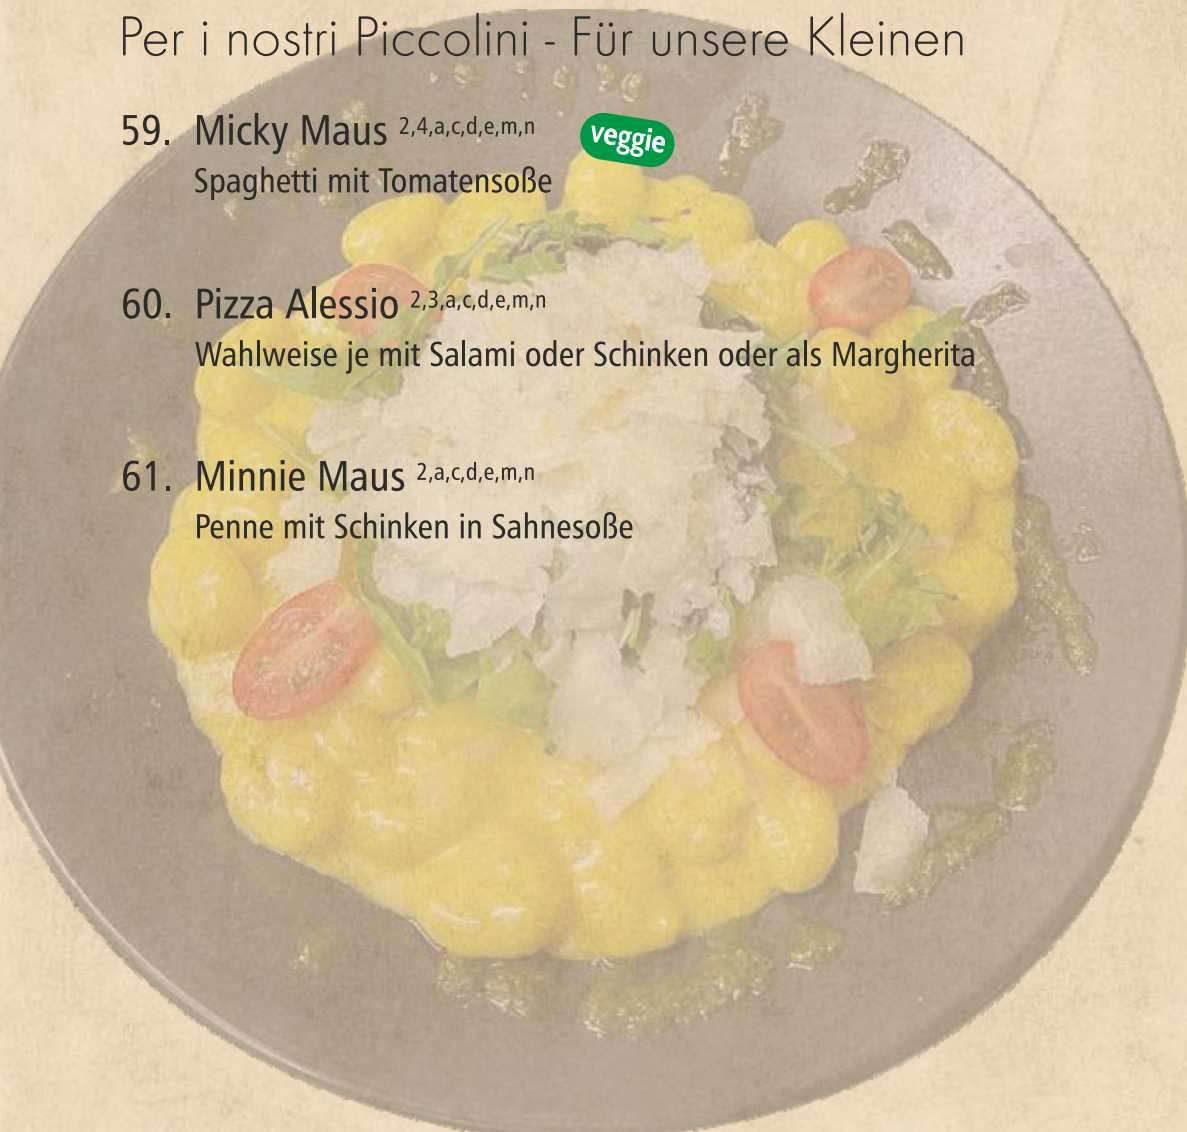 Per i nostri Piccolini - Für unsere Kleinen
59. Micky Maus 2,4,a,c,d,e,m,n veggie
Spaghetti mit Tomatensoße
60. Pizza Alessio 2,3,a,c,d,e,m,n
Wahlweise je mit Salami oder Schinken oder als Margherita
61. Minnie Maus 2,a,c,d,e,m,n
Penne mit Schinken in Sahnesoße